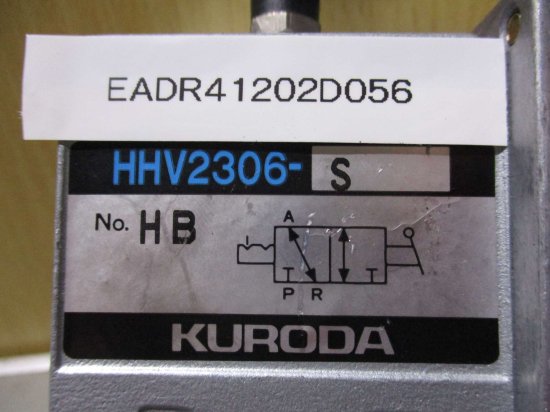 EADR41202D056
HHV2306-S
No. HB
A
P R
KURODA